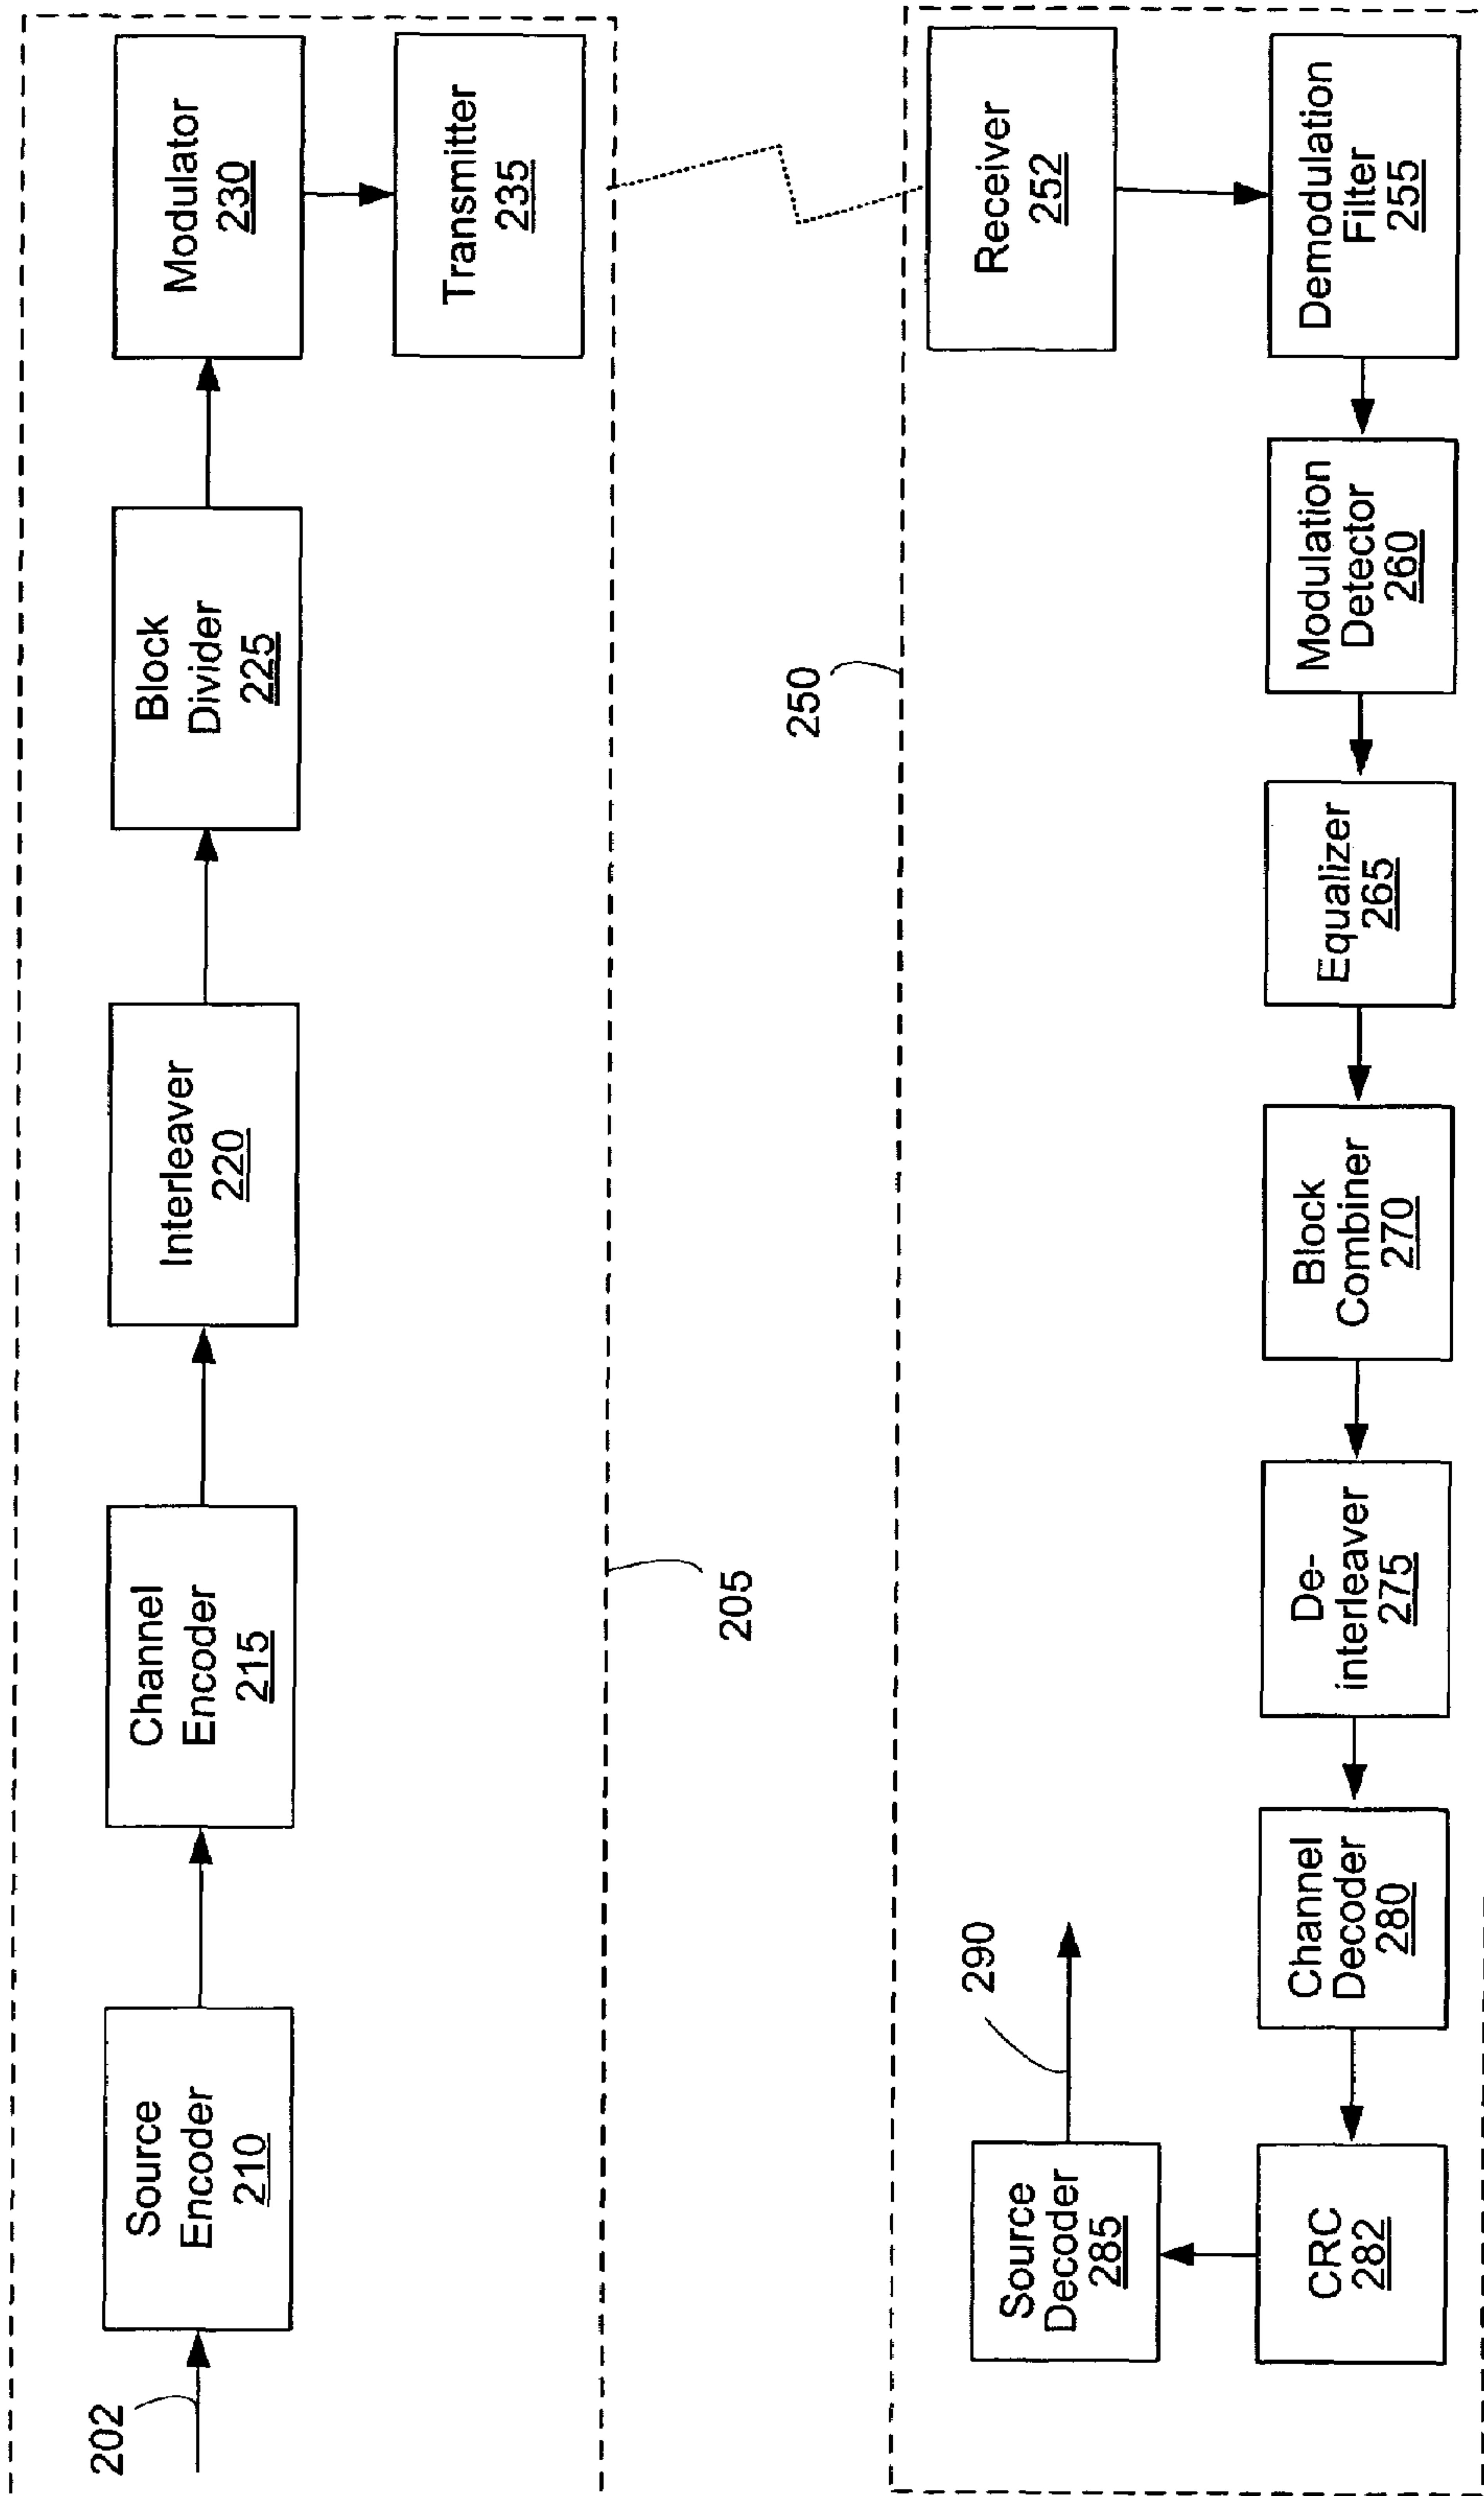 202
Source
Encoder
210
Channel
Encoder
215
Interleaver
220
Block
Divider
225
Modulator
230
Transmitter
235
205
250
Receiver
252
Demodulation
Filter
255
Modulation
Detector
260
Equalizer
265
Block
Combiner
270
De-
interleaver
275
Channel
Decoder
280
CRC
282
Source
Decoder
285
290